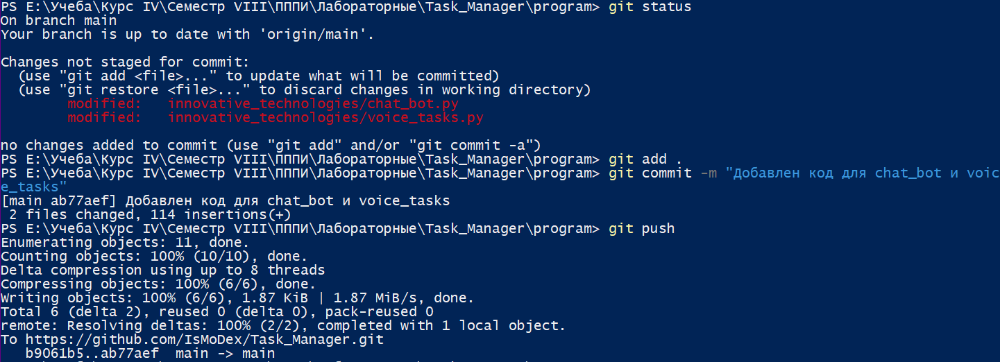 PS E:\Учеба\Курс IV\Семестр VIII\ПППИ\Лабораторные\Task_Manager\program> git status
On branch main
Your branch is up to date with 'origin/main'.
Changes not staged for commit:
(use "git add <file>..." to update what will be committed)
(use "git restore <file>..." to discard changes in working directory)
modified: innovative_technologies/chat_bot.py
modified: innovative_technologies/voice_tasks.py
no changes added to commit (use "git add" and/or "git commit -a")
PS E:\Учеба\Курс IV\Семестр VIII\ПППИ\Лабораторные\Task_Manager\program> git add .
PS E:\Учеба\Курс IV\Семестр VIII\ПППИ\Лабораторные\Task_Manager\program> git commit -m "Добавлен код для chat_bot и voic
e_tasks"
[main ab77aef] Добавлен код для chat_bot и voice_tasks
2 files changed, 114 insertions(+)
PS E:\Учеба\Курс IV\Семестр VIII\ПППИ\Лабораторные\Task_Manager\program> git push
Enumerating objects: 11, done.
Counting objects: 100% (10/10), done.
Delta compression using up to 8 threads
Compressing objects: 100% (6/6), done.
Writing objects: 100% (6/6), 1.87 KiB | 1.87 MiB/s, done.
Total 6 (delta 2), reused 0 (delta 0), pack-reused 0
remote: Resolving deltas: 100% (2/2), completed with 1 local object.
To https://github.com/IsMoDex/Task_Manager.git
b9061b5..ab77aef main -> main